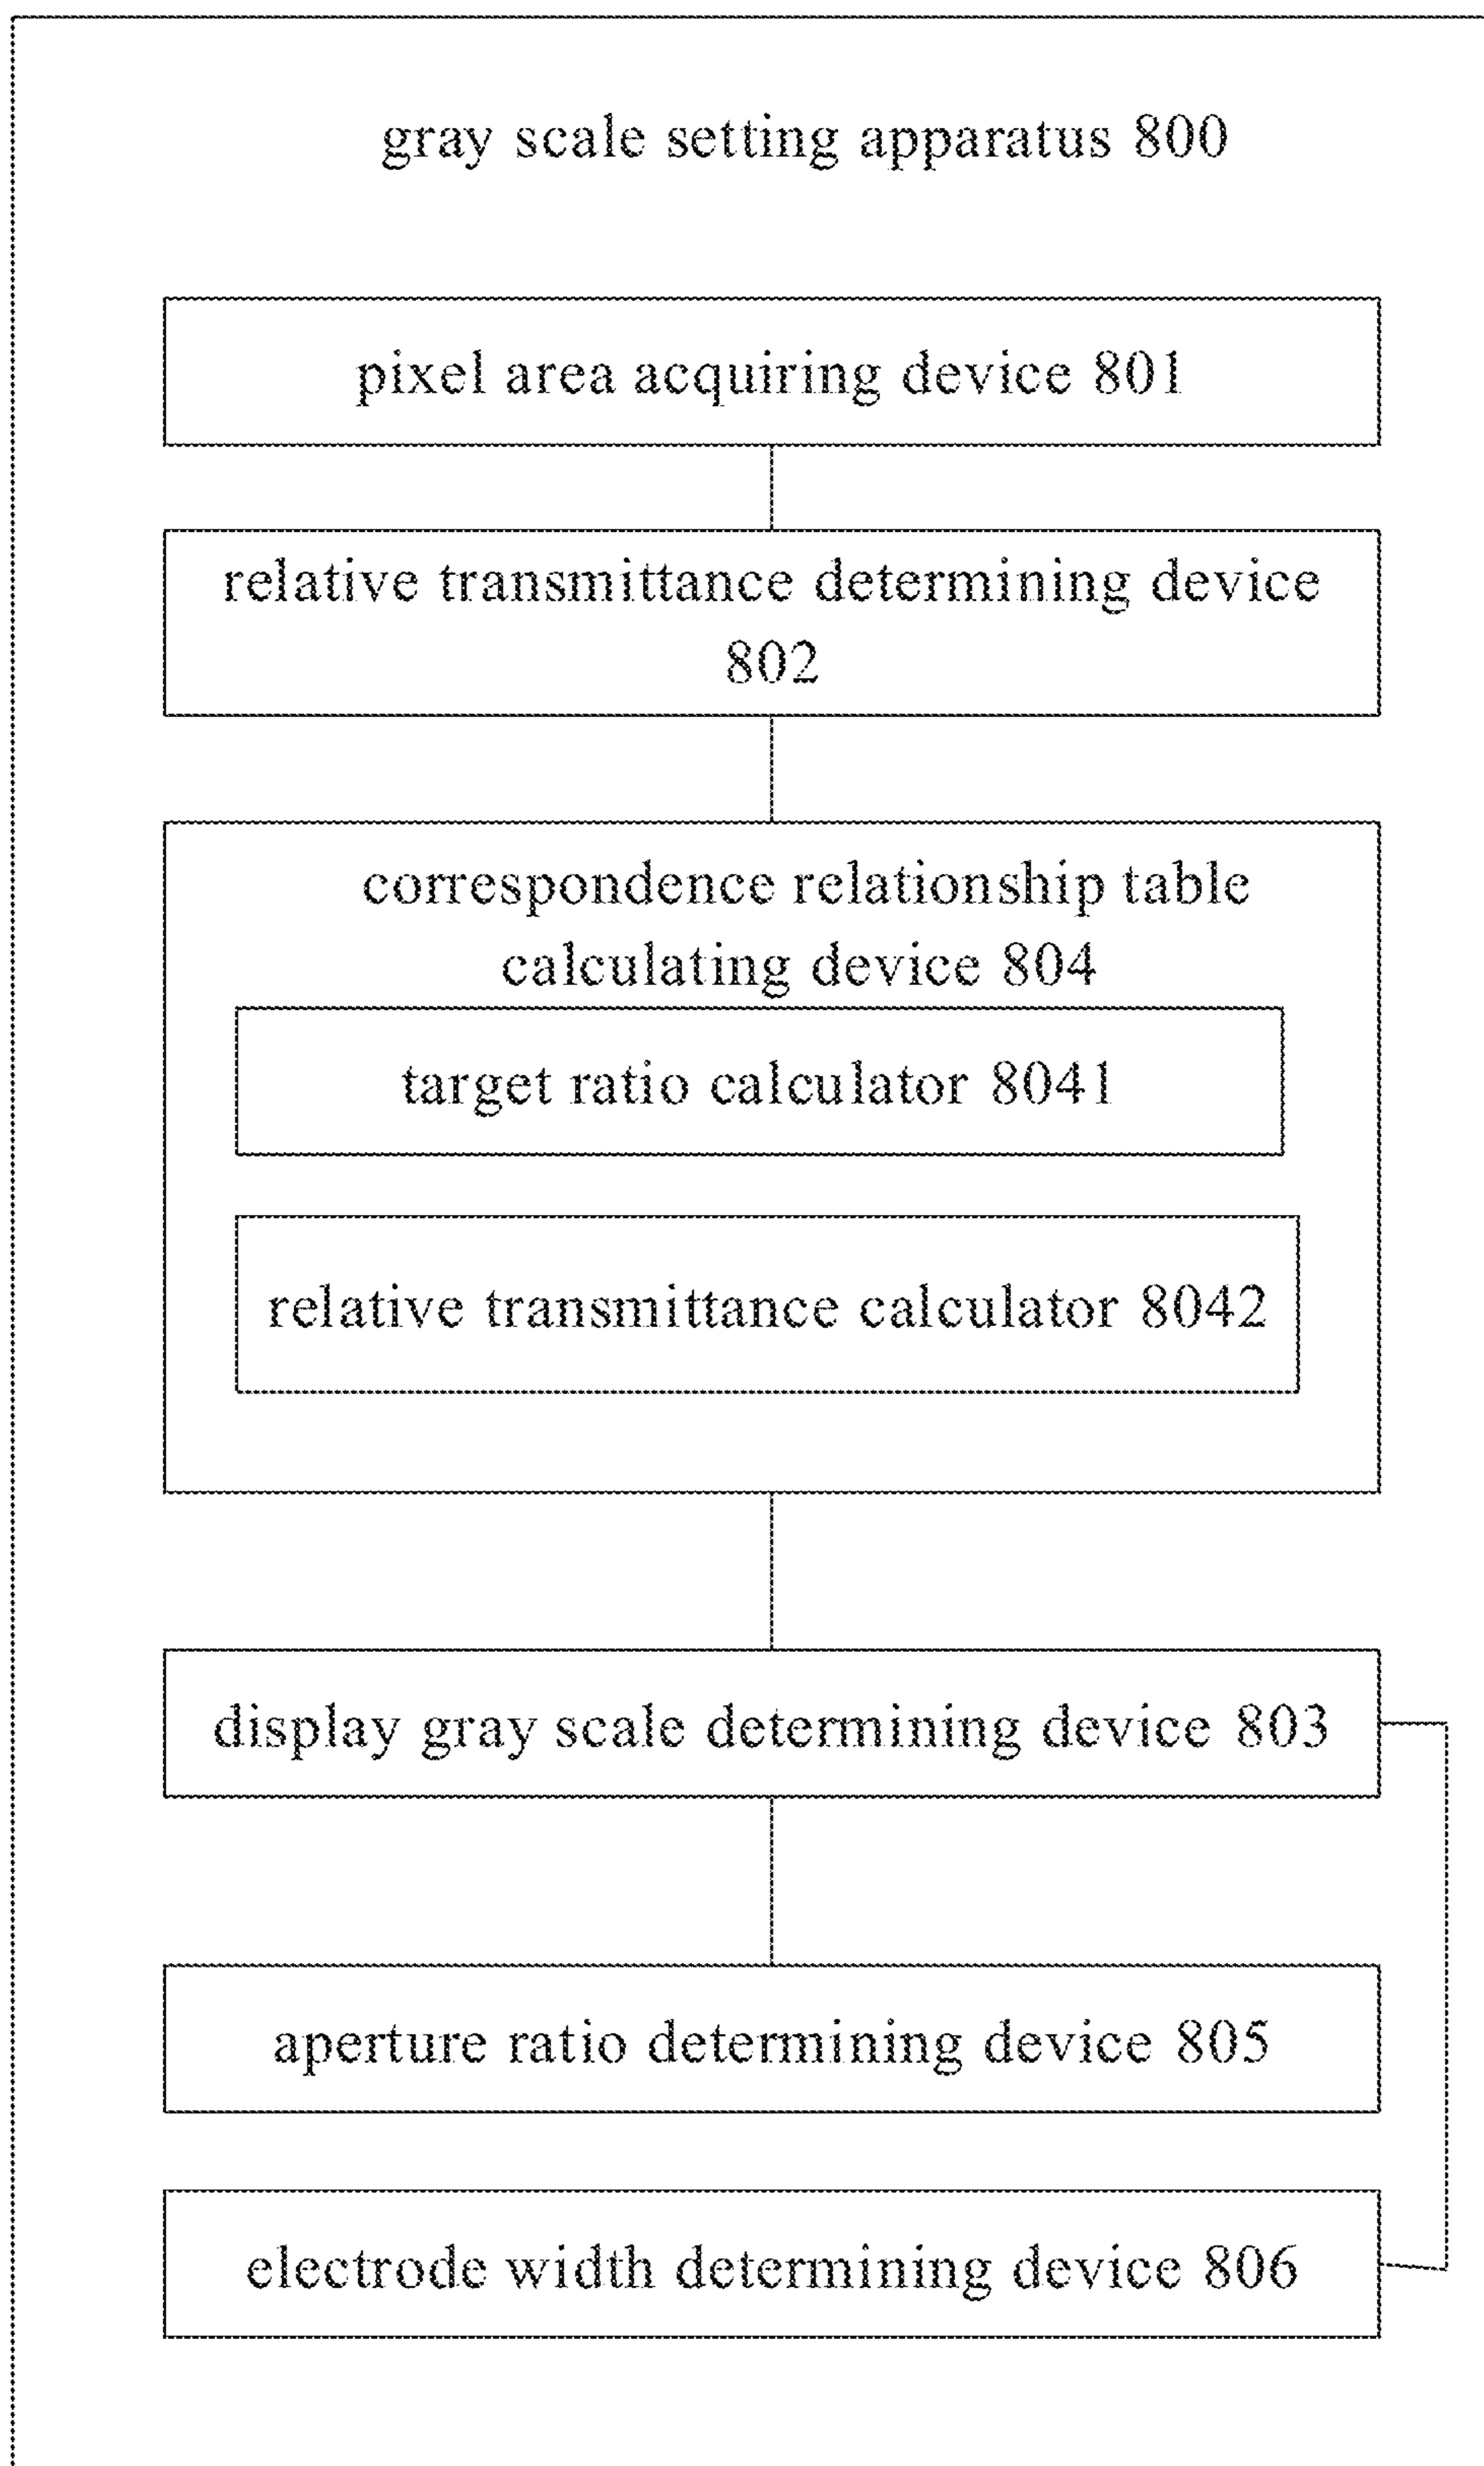 gray scale setting apparatus 800
pixel area acquiring device 801
relative transmittance determining device
802
correspondence relationship table
calculating device 804
target ratio calculator 8041
relative transmittance calculator 8042
display gray scale determining device 803
aperture ratio determining device 805
electrode width determining device 806